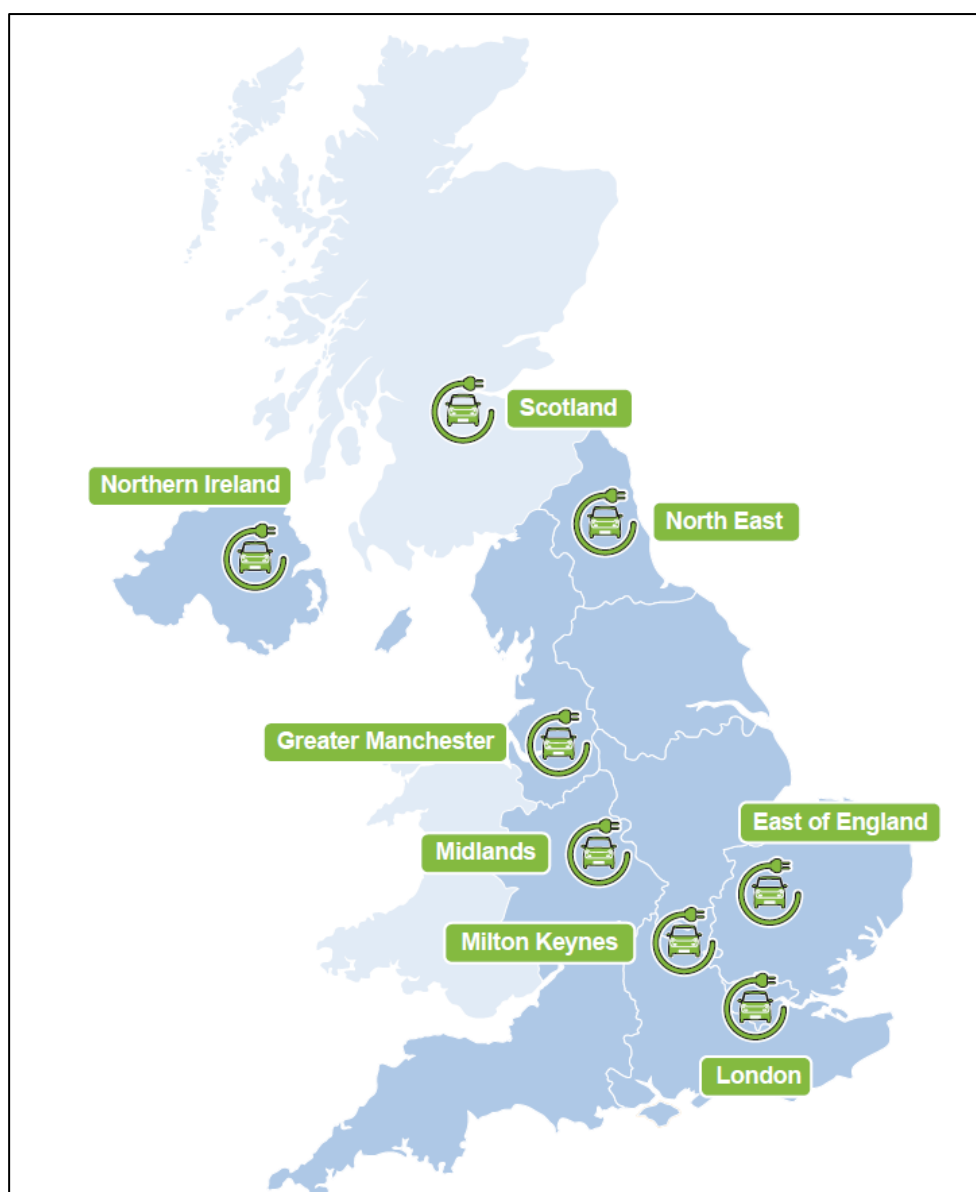 Scotland
Northern Ireland
North East
Greater Manchester
East of England
Midlands
Milton Keynes
London